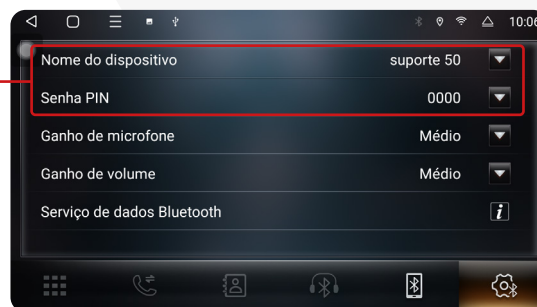 10:06
Nome do dispositivo suporte 50
Senha PIN 0000
Ganho de microfone Médio
Ganho de volume Médio
Serviço de dados Bluetooth i